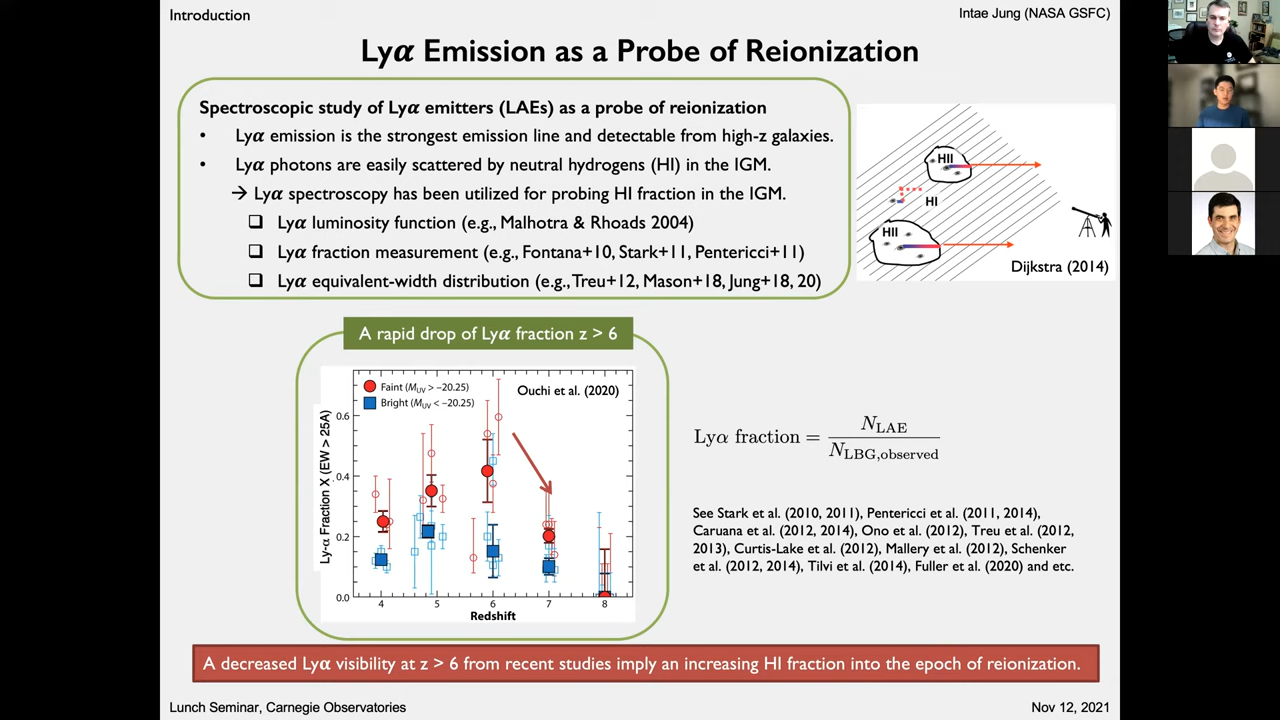 Introduction
Intae Jung (NASA GSFC)
Lyα Emission as a Probe of Reionization
Spectroscopic study of Lyα emitters (LAEs) as a probe of reionization
• Lyα emission is the strongest emission line and detectable from high-z galaxies.
• Lyα photons are easily scattered by neutral hydrogens (HI) in the IGM.
→ Lyα spectroscopy has been utilized for probing HI fraction in the IGM.
❑ Lyα luminosity function (e.g., Malhotra & Rhoads 2004)
❑ Lyα fraction measurement (e.g., Fontana+10, Stark+11, Pentericci+11)
❑ Lyα equivalent-width distribution (e.g., Treu+12, Mason+18, Jung+18, 20)
HII
HI
HII
Dijkstra (2014)
A rapid drop of Lyα fraction z > 6
Faint (M_UV > −20.25)
Bright (M_UV < −20.25)
Ouchi et al. (2020)
Ly-α Fraction X (EW > 25A)
0.6
0.4
0.2
0.0
4 5 6 7 8
Redshift
Lyα fraction = N_LAE / N_LBG,observed
See Stark et al. (2010, 2011), Pentericci et al. (2011, 2014),
Caruana et al. (2012, 2014), Ono et al. (2012), Treu et al. (2012,
2013), Curtis-Lake et al. (2012), Mallery et al. (2012), Schenker
et al. (2012, 2014), Tilvi et al. (2014), Fuller et al. (2020) and etc.
A decreased Lyα visibility at z > 6 from recent studies imply an increasing HI fraction into the epoch of reionization.
Lunch Seminar, Carnegie Observatories
Nov 12, 2021